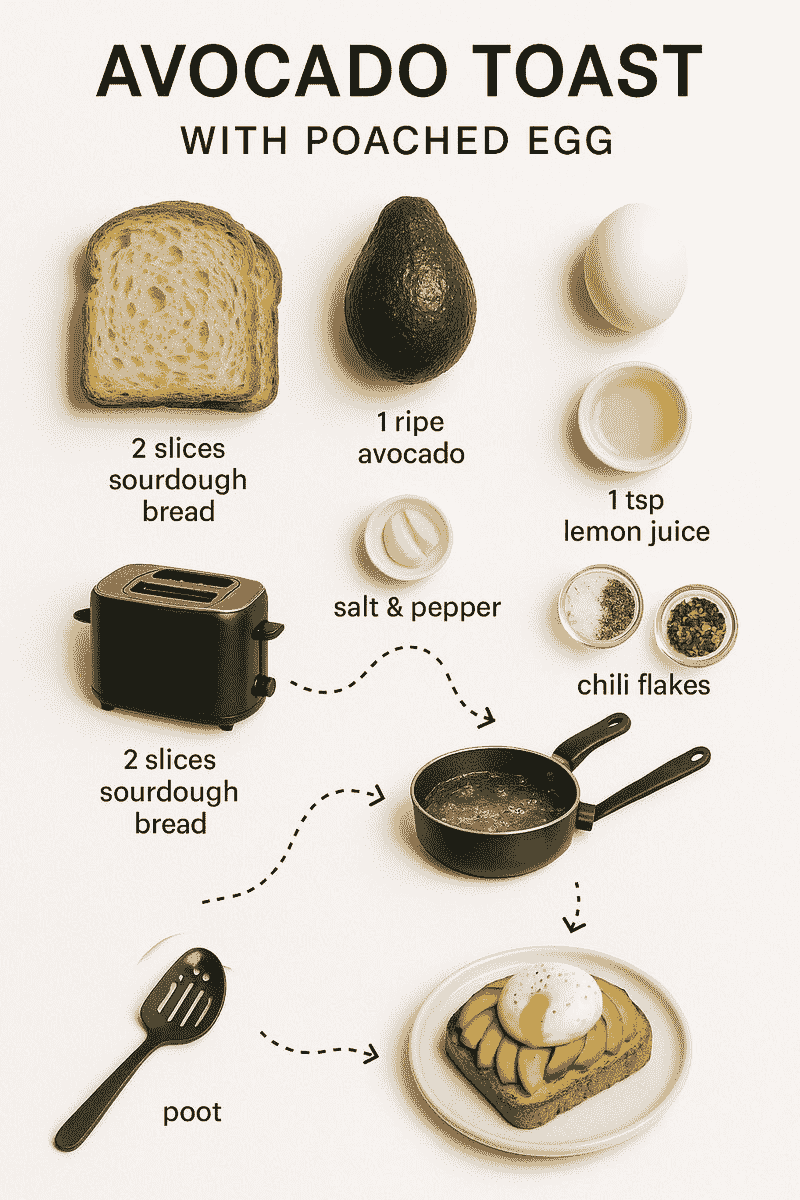 AVOCADO TOAST
WITH POACHED EGG
2 slices
sourdough
bread
1 ripe
avocado
1 tsp
lemon juice
salt & pepper
chili flakes
2 slices
sourdough
bread
poot